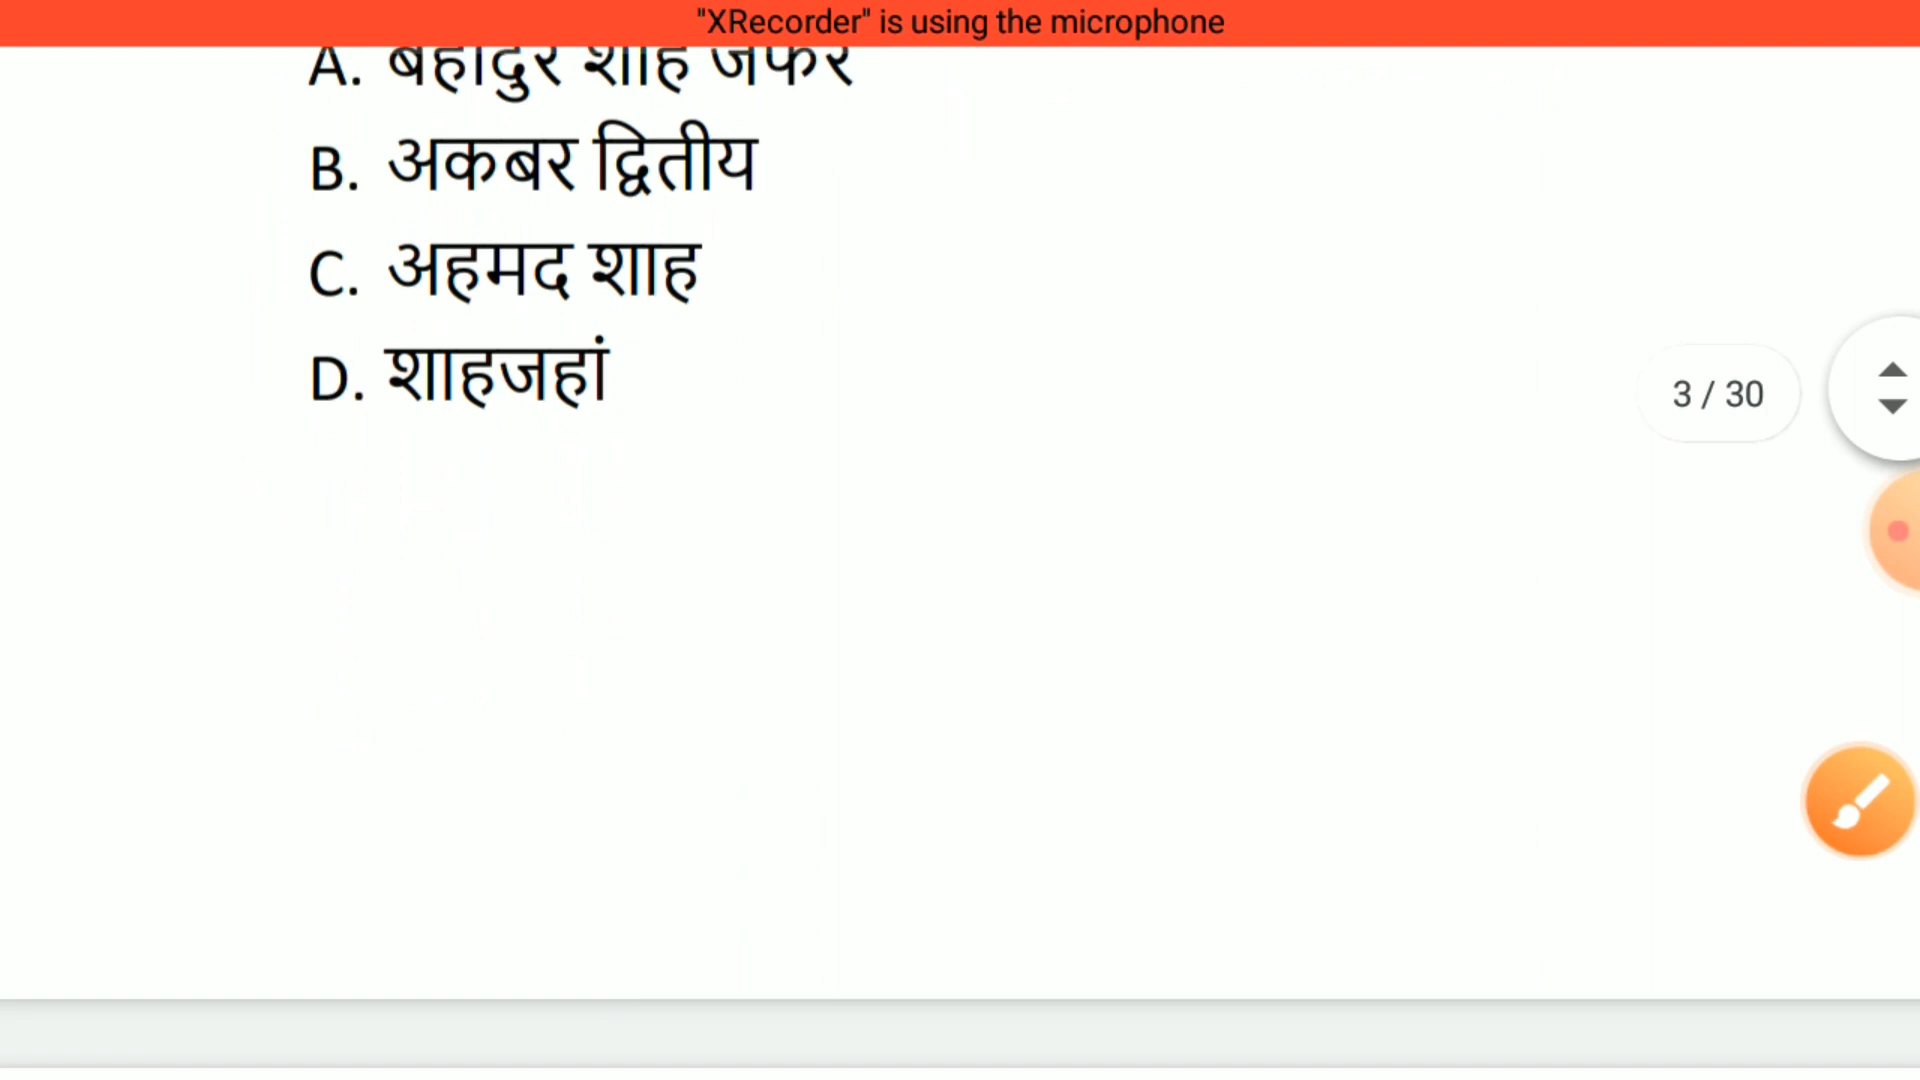 "XRecorder" is using the microphone
A. बहादुर शाह जफर
B. अकबर द्वितीय
C. अहमद शाह
D. शाहजहां
3 / 30